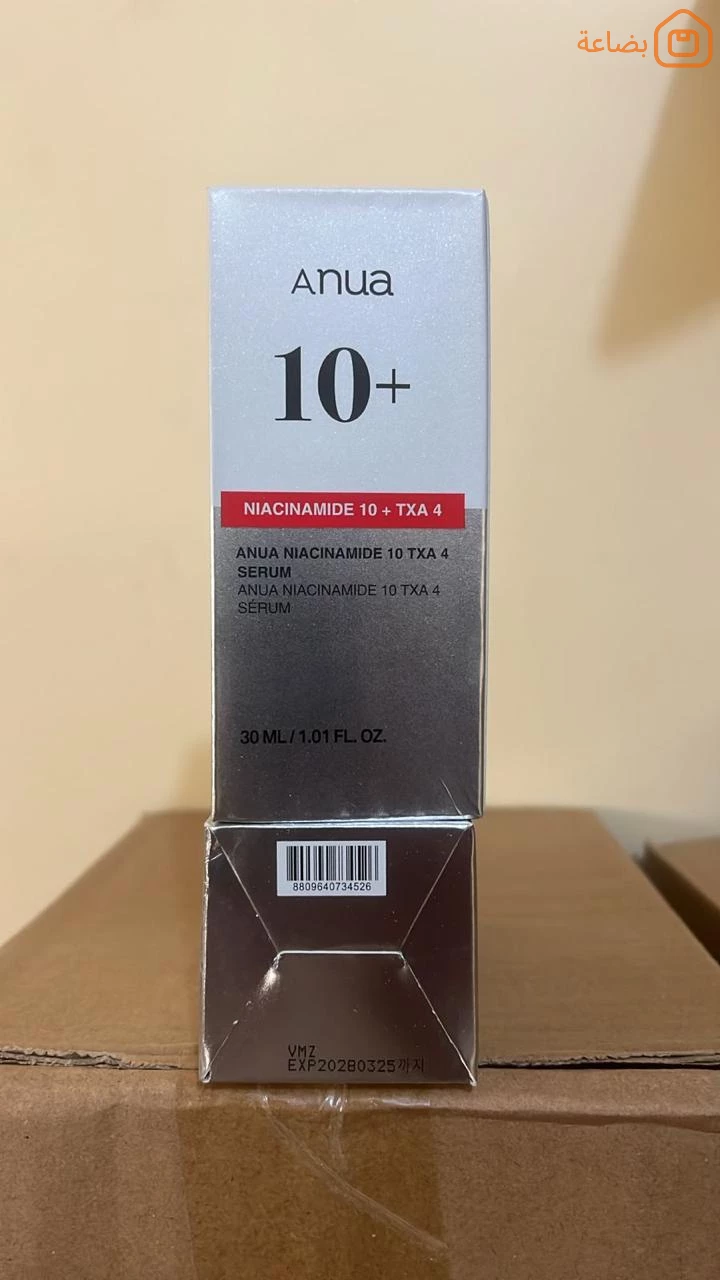 بضاعة
Anua
10+
NIACINAMIDE 10 + TXA 4
ANUA NIACINAMIDE 10 TXA 4
SERUM
ANUA NIACINAMIDE 10 TXA 4
SÉRUM
30 ML / 1.01 FL. OZ.
8809640734526
VMZ
EXP20280325까지